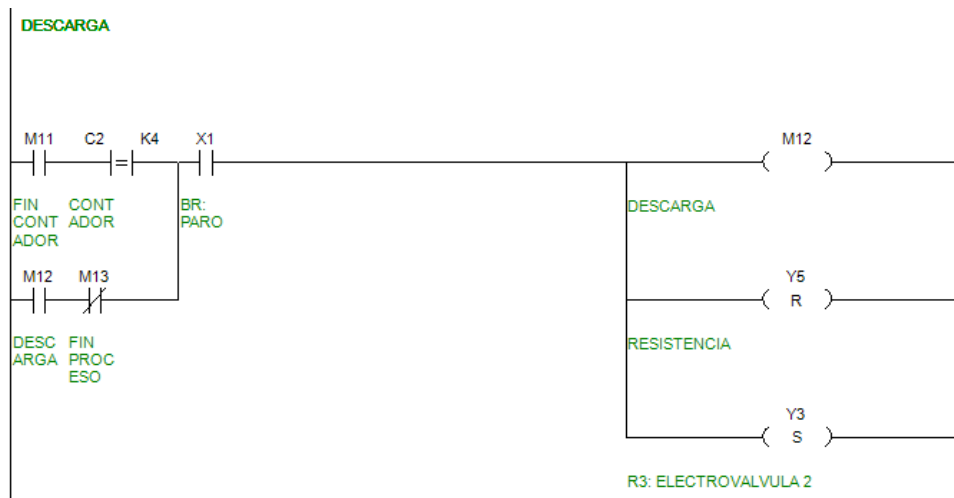 DESCARGA
M11 C2 K4 X1 M12
=
FIN CONT BR: DESCARGA
CONT ADOR PARO
ADOR
M12 M13 Y5
R
DESC FIN RESISTENCIA
ARGA PROC
ESO
Y3
S
R3: ELECTROVALVULA 2